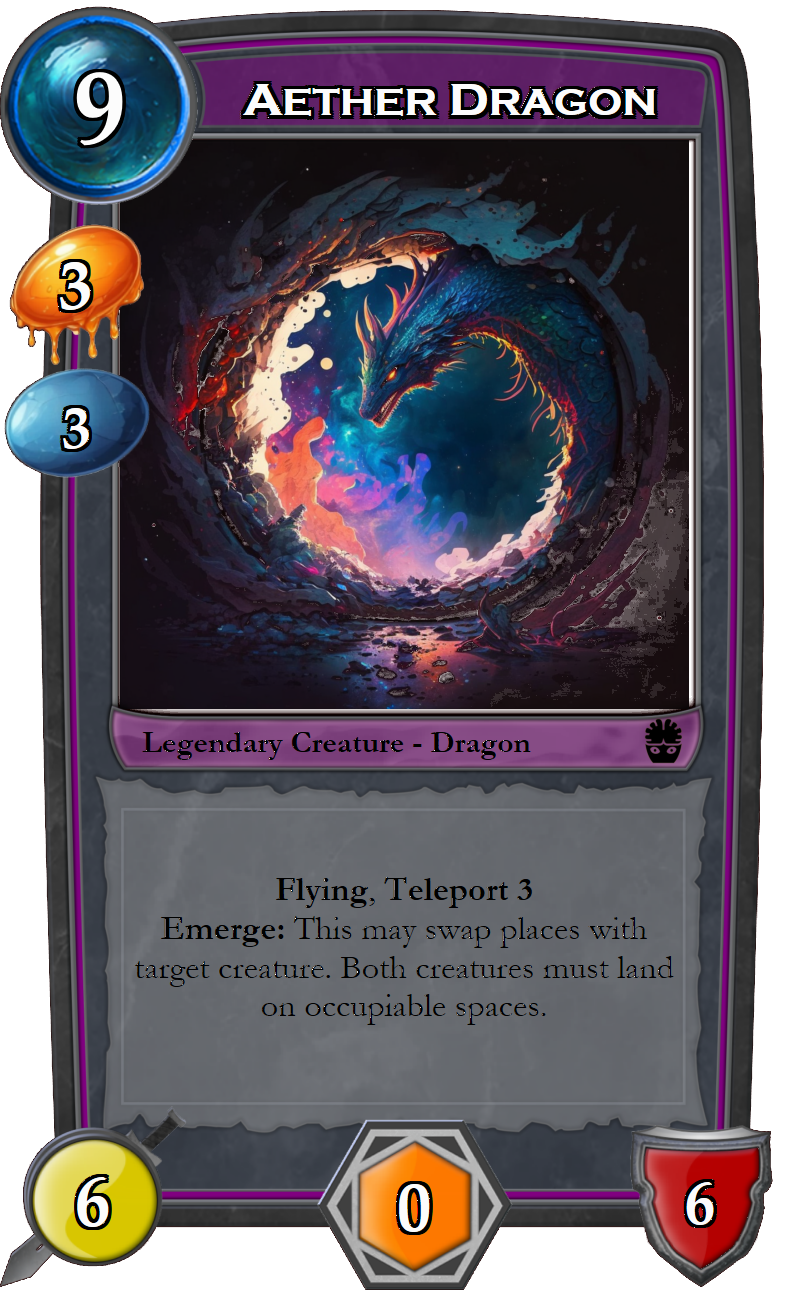 9
AETHER DRAGON
3
3
Legendary Creature - Dragon
Flying, Teleport 3
Emerge: This may swap places with
target creature. Both creatures must land
on occupiable spaces.
6
0
6